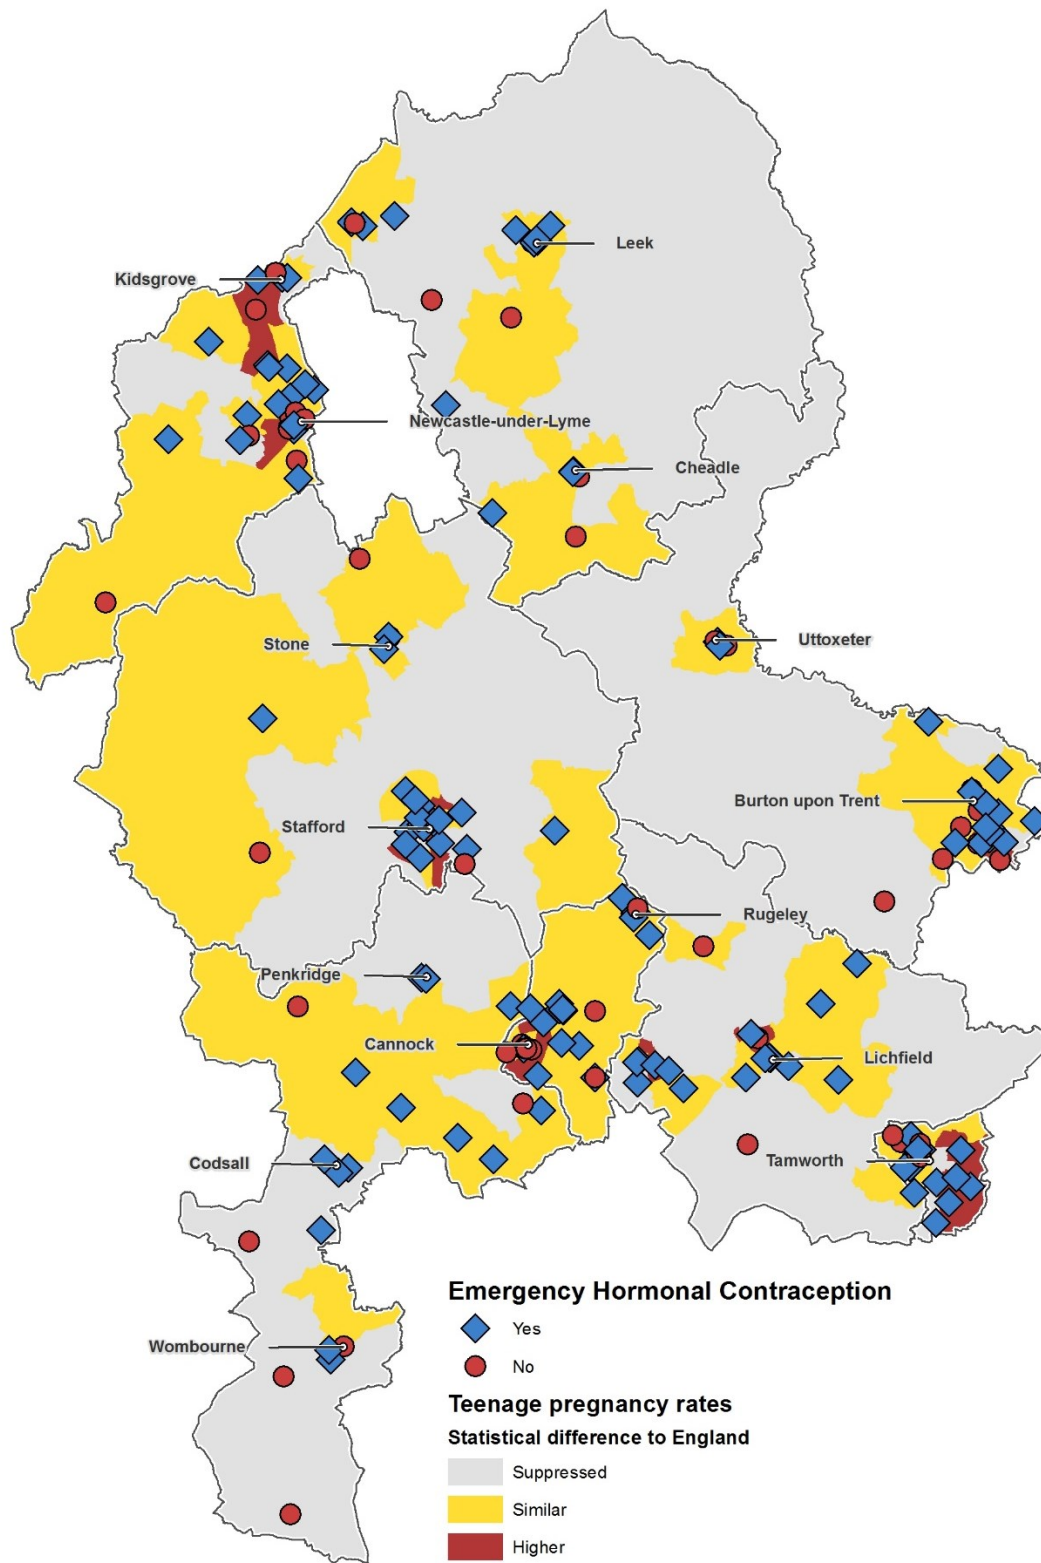 Leek
Kidsgrove
Newcastle-under-Lyme
Cheadle
Stone
Uttoxeter
Burton upon Trent
Stafford
Rugeley
Penkridge
Cannock
Lichfield
Codsall
Tamworth
Wombourne
Emergency Hormonal Contraception
Yes
No
Teenage pregnancy rates
Statistical difference to England
Suppressed
Similar
Higher